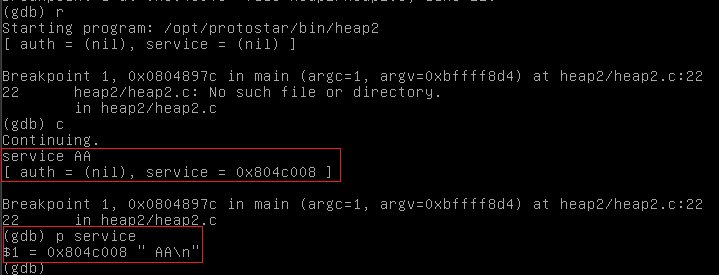 (gdb) r
Starting program: /opt/protostar/bin/heap2
[ auth = (nil), service = (nil) ]
Breakpoint 1, 0x0804897c in main (argc=1, argv=0xbffff8d4) at heap2/heap2.c:22
22 heap2/heap2.c: No such file or directory.
in heap2/heap2.c
(gdb) c
Continuing.
service AA
[ auth = (nil), service = 0x804c008 ]
Breakpoint 1, 0x0804897c in main (argc=1, argv=0xbffff8d4) at heap2/heap2.c:22
22 in heap2/heap2.c
(gdb) p service
$1 = 0x804c008 " AA\n"
(gdb)